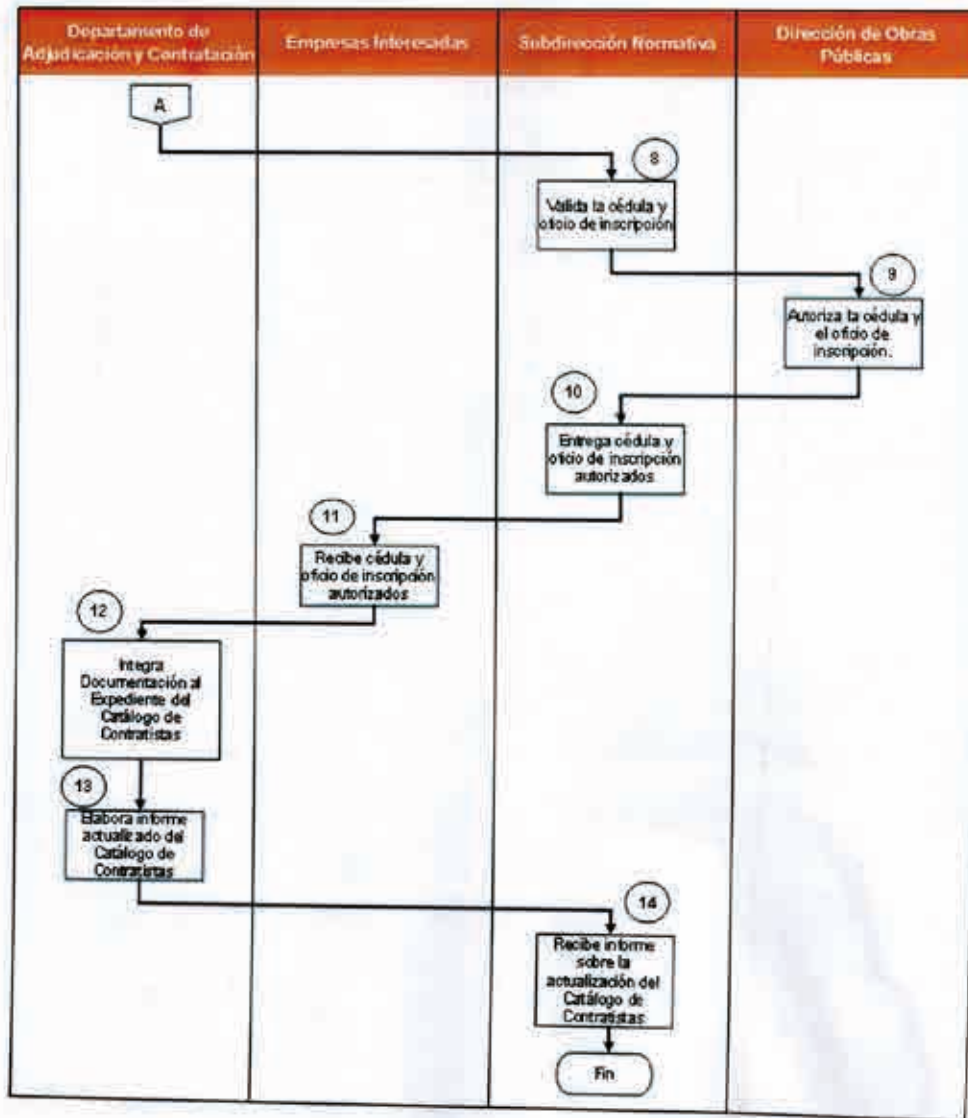 Departamento de
Adjudicación y Contratación
Empresas Interesadas
Subdirección Normativa
Dirección de Obras
Públicas
A
8
Valida la cédula y
oficio de inscripción
9
Autoriza la cédula y
el oficio de
inscripción.
10
Entrega cédula y
oficio de inscripción
autorizados
11
Recibe cédula y
oficio de inscripción
autorizados
12
Integra
Documentación al
Expediente del
Catálogo de
Contratistas
13
Elabora informe
actualizado del
Catálogo de
Contratistas
14
Recibe informe
sobre la
actualización del
Catálogo de
Contratistas
Fin